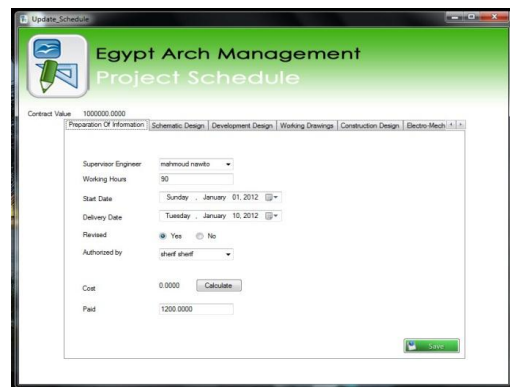 Update_Schedule
Egypt Arch Management
Project Schedule
Contract Value 1000000.0000
Preparation Of Information Schematic Design Development Design Working Drawings Construction Design Electro-Mech
Supervisor Engineer mahmoud nawito
Working Hours 90
Start Date Sunday , January 01, 2012
Delivery Date Tuesday , January 10, 2012
Revised Yes No
Authorized by sherif sherif
Cost 0.0000 Calculate
Paid 1200.0000
Save